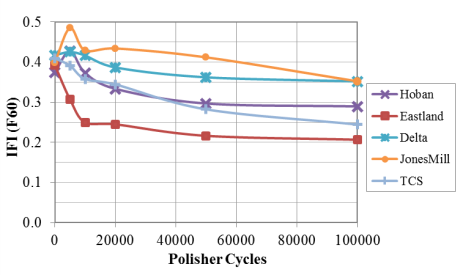 0.5
0.4
0.3
0.2
0.1
0.0
IFI (F60)
0 20000 40000 60000 80000 100000
Polisher Cycles
Hoban
Eastland
Delta
JonesMill
TCS